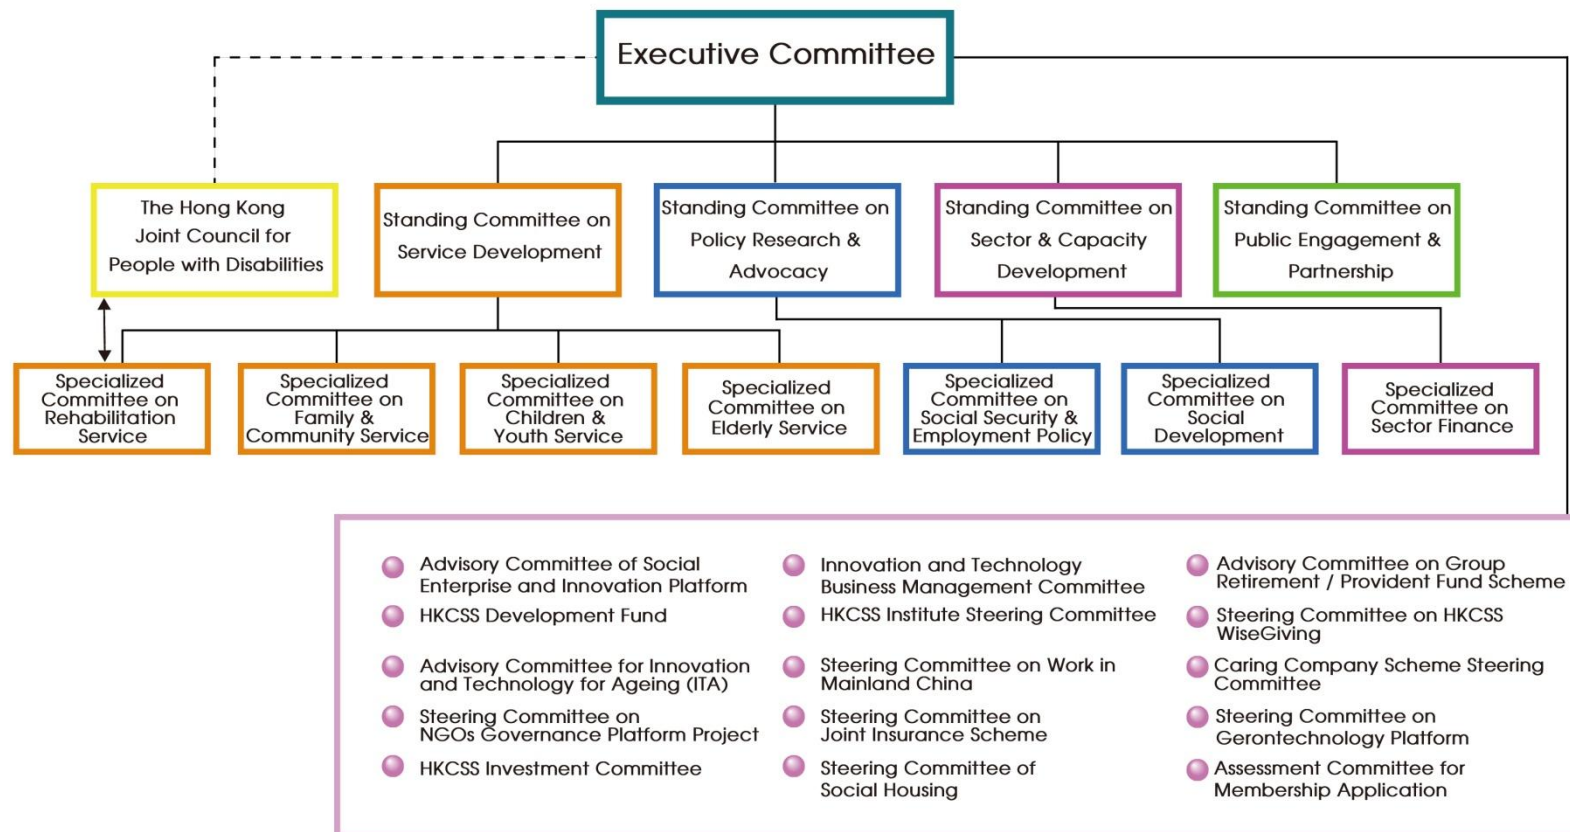 Executive Committee
The Hong Kong
Joint Council for
People with Disabilities
Standing Committee on
Service Development
Standing Committee on
Policy Research &
Advocacy
Standing Committee on
Sector & Capacity
Development
Standing Committee on
Public Engagement &
Partnership
Specialized
Committee on
Rehabilitation
Service
Specialized
Committee on
Family &
Community Service
Specialized
Committee on
Children &
Youth Service
Specialized
Committee on
Elderly Service
Specialized
Committee on
Social Security &
Employment Policy
Specialized
Committee on
Social
Development
Specialized
Committee on
Sector Finance
Advisory Committee of Social
Enterprise and Innovation Platform
HKCSS Development Fund
Advisory Committee for Innovation
and Technology for Ageing (ITA)
Steering Committee on
NGOs Governance Platform Project
HKCSS Investment Committee
Innovation and Technology
Business Management Committee
HKCSS Institute Steering Committee
Steering Committee on Work in
Mainland China
Steering Committee on
Joint Insurance Scheme
Steering Committee of
Social Housing
Advisory Committee on Group
Retirement / Provident Fund Scheme
Steering Committee on HKCSS
WiseGiving
Caring Company Scheme Steering
Committee
Steering Committee on
Gerontechnology Platform
Assessment Committee for
Membership Application